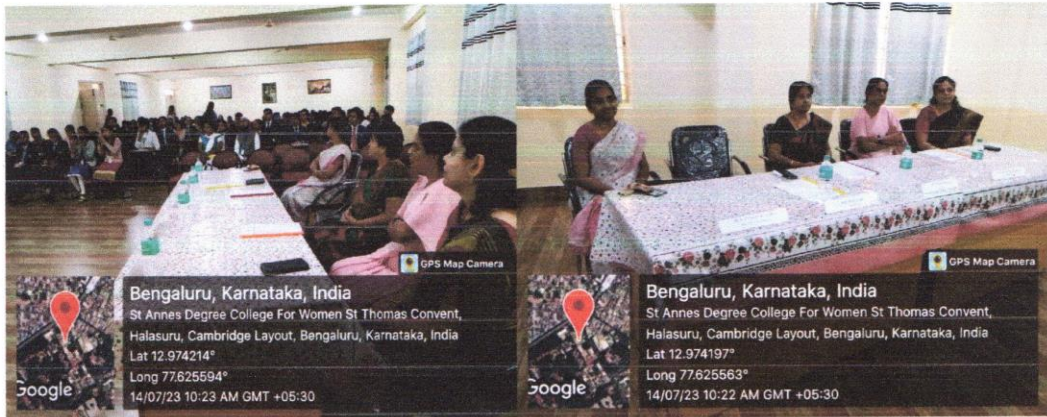 GPS Map Camera
Bengaluru, Karnataka, India
St Annes Degree College For Women St Thomas Convent,
Halasuru, Cambridge Layout, Bengaluru, Karnataka, India
Lat 12.974214°
Long 77.625594°
14/07/23 10:23 AM GMT +05:30
Google
GPS Map Camera
Bengaluru, Karnataka, India
St Annes Degree College For Women St Thomas Convent,
Halasuru, Cambridge Layout, Bengaluru, Karnataka, India
Lat 12.974197°
Long 77.625563°
14/07/23 10:22 AM GMT +05:30
Google